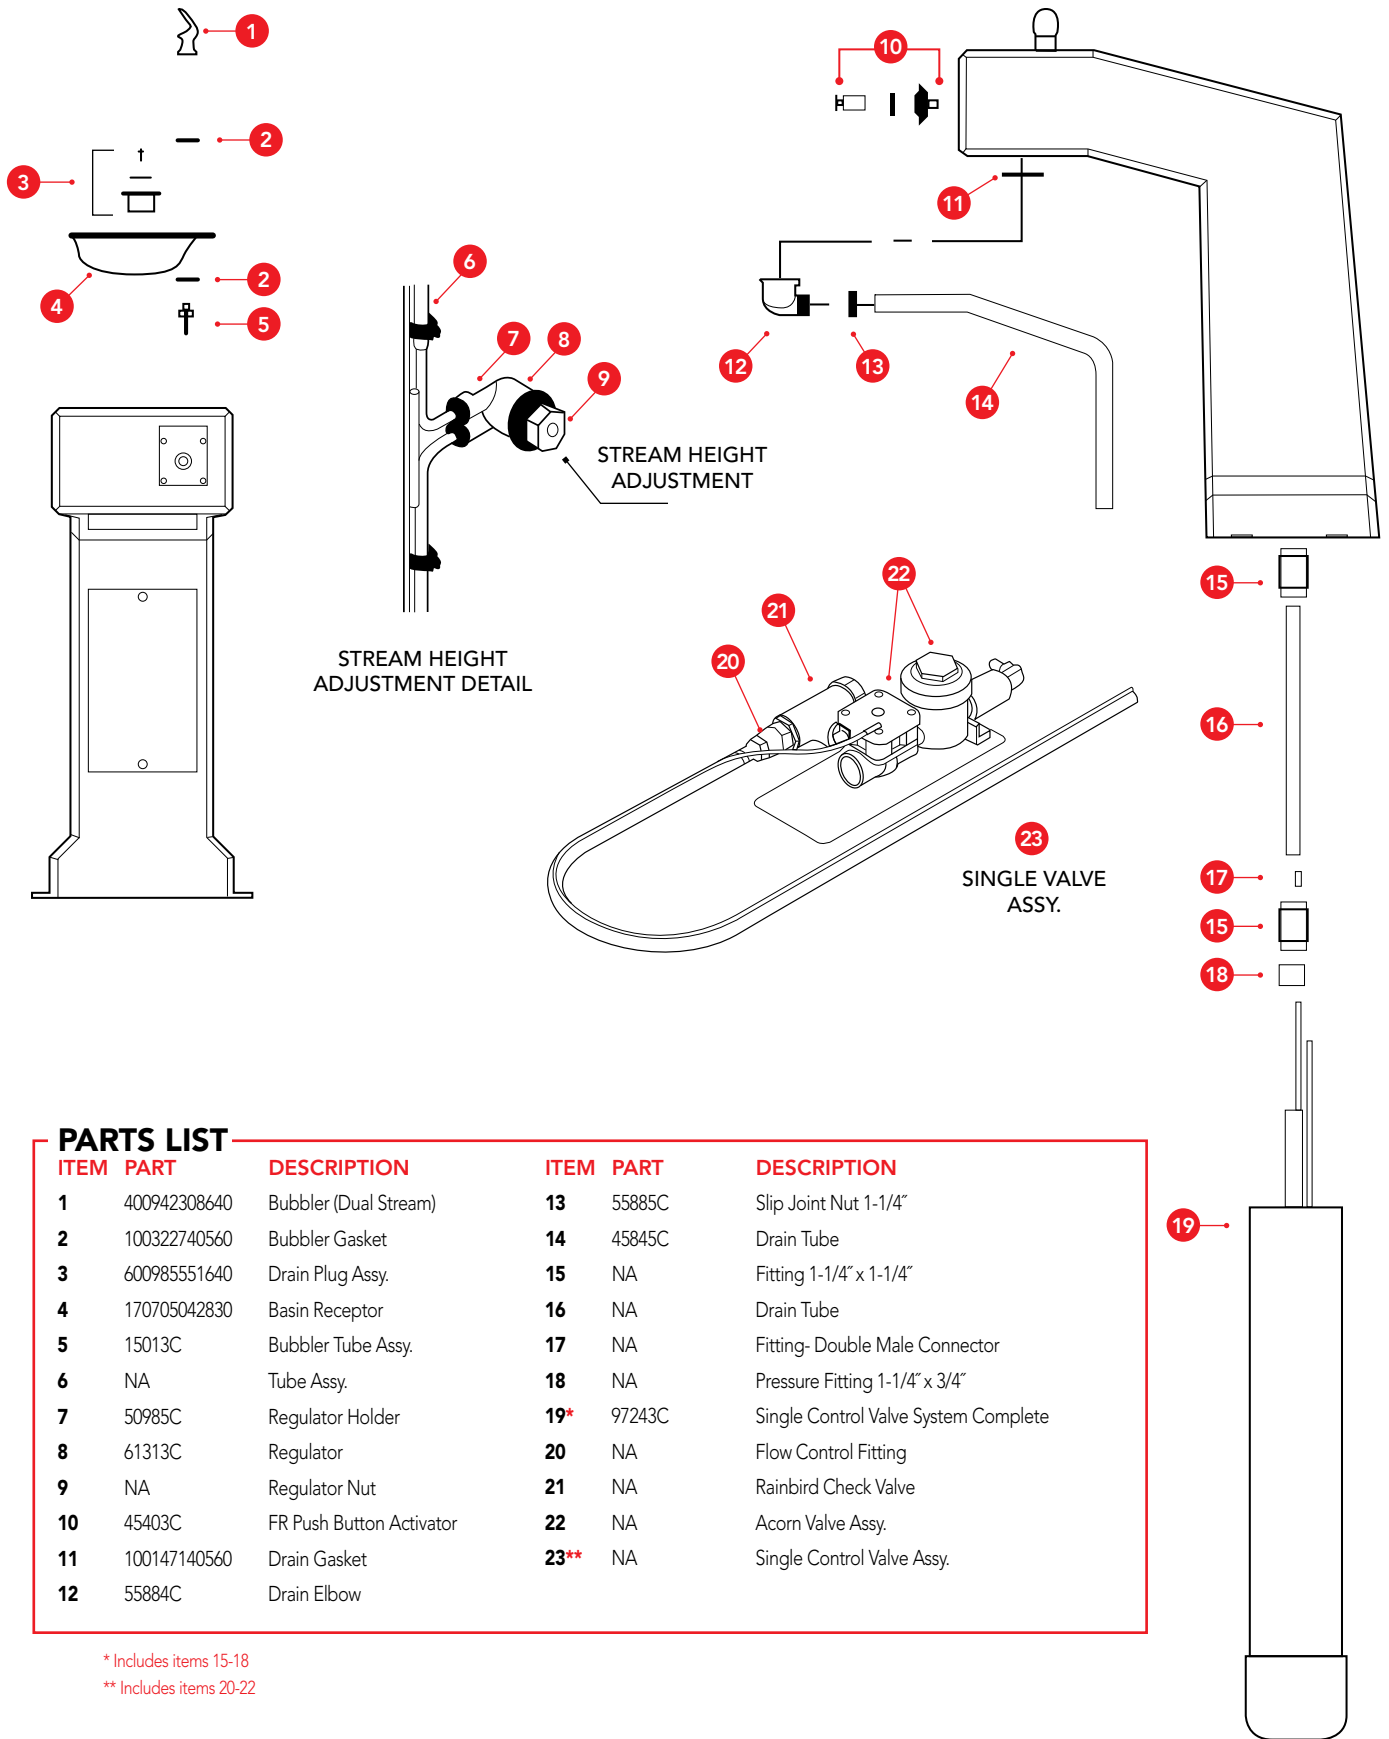 1
2
3
4
2
5
6
7
8
9
STREAM HEIGHT
ADJUSTMENT
STREAM HEIGHT
ADJUSTMENT DETAIL
10
11
12
13
14
15
16
17
15
18
19
20
21
22
23
SINGLE VALVE
ASSY.
PARTS LIST
ITEM PART DESCRIPTION ITEM PART DESCRIPTION
1 400942308640 Bubbler (Dual Stream) 13 55885C Slip Joint Nut 1-1/4˝
2 100322740560 Bubbler Gasket 14 45845C Drain Tube
3 600985551640 Drain Plug Assy. 15 NA Fitting 1-1/4˝ x 1-1/4˝
4 170705042830 Basin Receptor 16 NA Drain Tube
5 15013C Bubbler Tube Assy. 17 NA Fitting- Double Male Connector
6 NA Tube Assy. 18 NA Pressure Fitting 1-1/4˝ x 3/4˝
7 50985C Regulator Holder 19* 97243C Single Control Valve System Complete
8 61313C Regulator 20 NA Flow Control Fitting
9 NA Regulator Nut 21 NA Rainbird Check Valve
10 45403C FR Push Button Activator 22 NA Acorn Valve Assy.
11 100147140560 Drain Gasket 23** NA Single Control Valve Assy.
12 55884C Drain Elbow
* Includes items 15-18
** Includes items 20-22